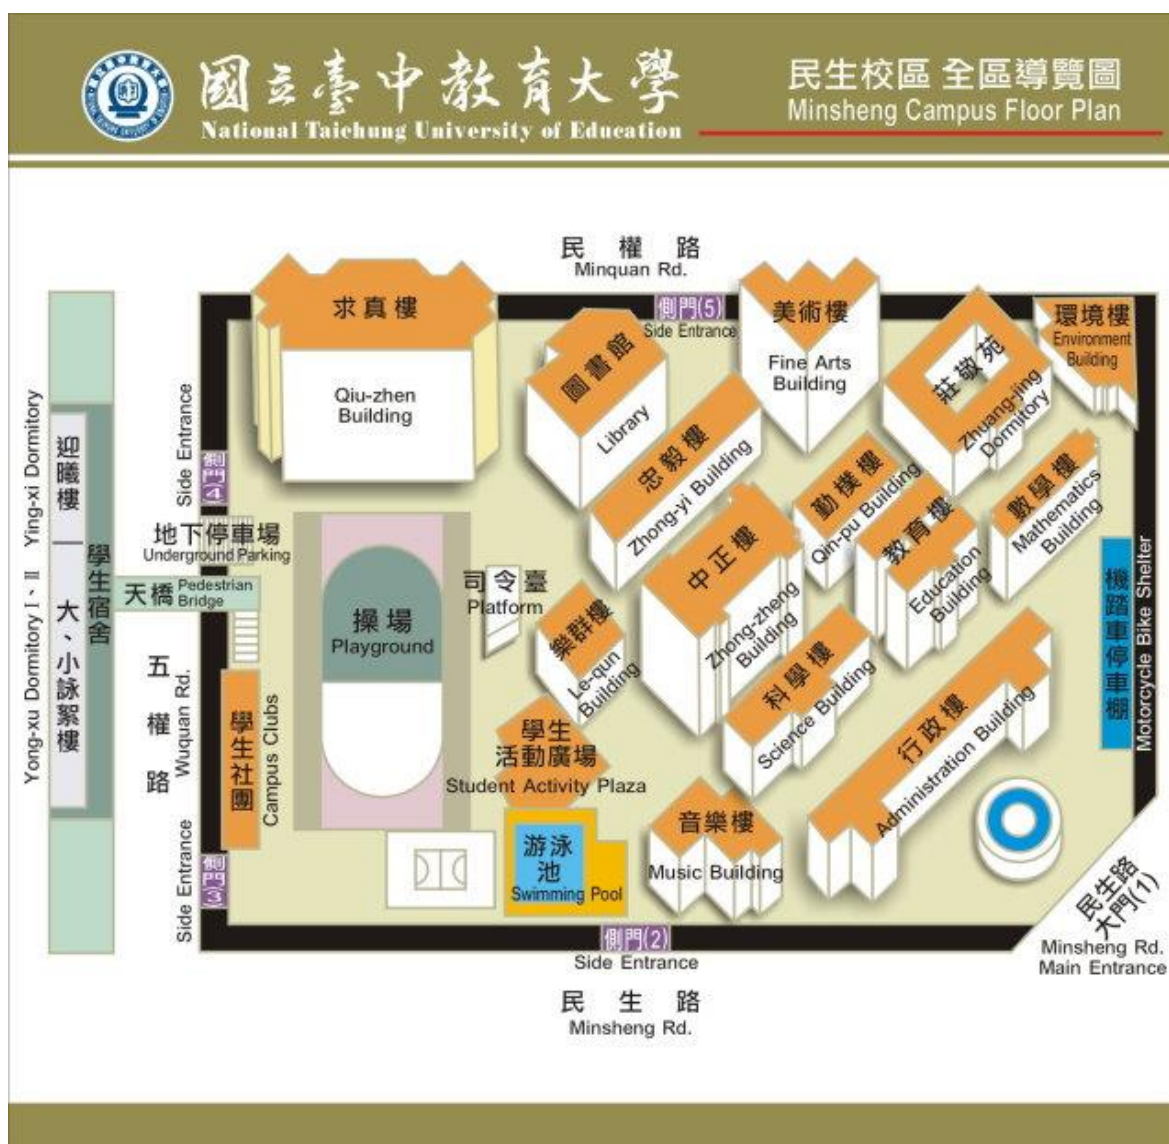 國立臺中教育大學
National Taichung University of Education
民生校區 全區導覽圖
Minsheng Campus Floor Plan
民 權 路
Minquan Rd.
側門(5)
Side Entrance
求真樓
Qiu-zhen
Building
圖書館
Library
美術樓
Fine Arts
Building
莊敬苑
Zhuang-jing
Dormitory
環境樓
Environment
Building
忠毅樓
Zhong-yi Building
勤樸樓
Qin-pu Building
教育樓
Education
Building
數學樓
Mathematics
Building
Side Entrance
側門(4)
地下停車場
Underground Parking
天橋
Pedestrian
Bridge
Ying-xi Dormitory
Yong-xu Dormitory I、II
迎曦樓
大、小詠絮樓
學生宿舍
五權路
Wuquan Rd.
學生社團
Campus Clubs
Side Entrance
側門(3)
操場
Playground
司令臺
Platform
樂群樓
Le-qun
Building
中正樓
Zhong-zheng
Building
科學樓
Science Building
行政樓
Administration Building
機踏車停車棚
Motorcycle Bike Shelter
學生
活動廣場
Student Activity Plaza
游泳
池
Swimming Pool
音樂樓
Music Building
側門(2)
Side Entrance
民 生 路
Minsheng Rd.
民生路
大門(1)
Minsheng Rd.
Main Entrance